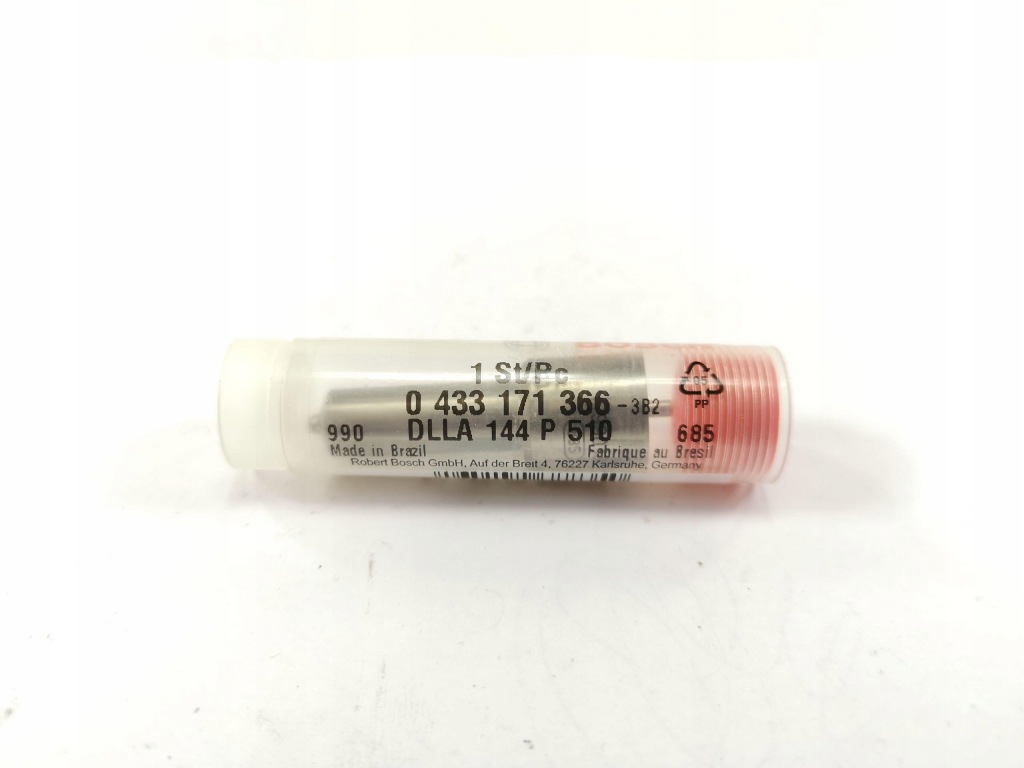 1 St/Pc
0 433 171 366 -3B2
990 DLLA 144 P 510 685
Made in Brazil Fabrique au Bresil
Robert Bosch GmbH, Auf der Breit 4, 76227 Karlsruhe, Germany
05
PP